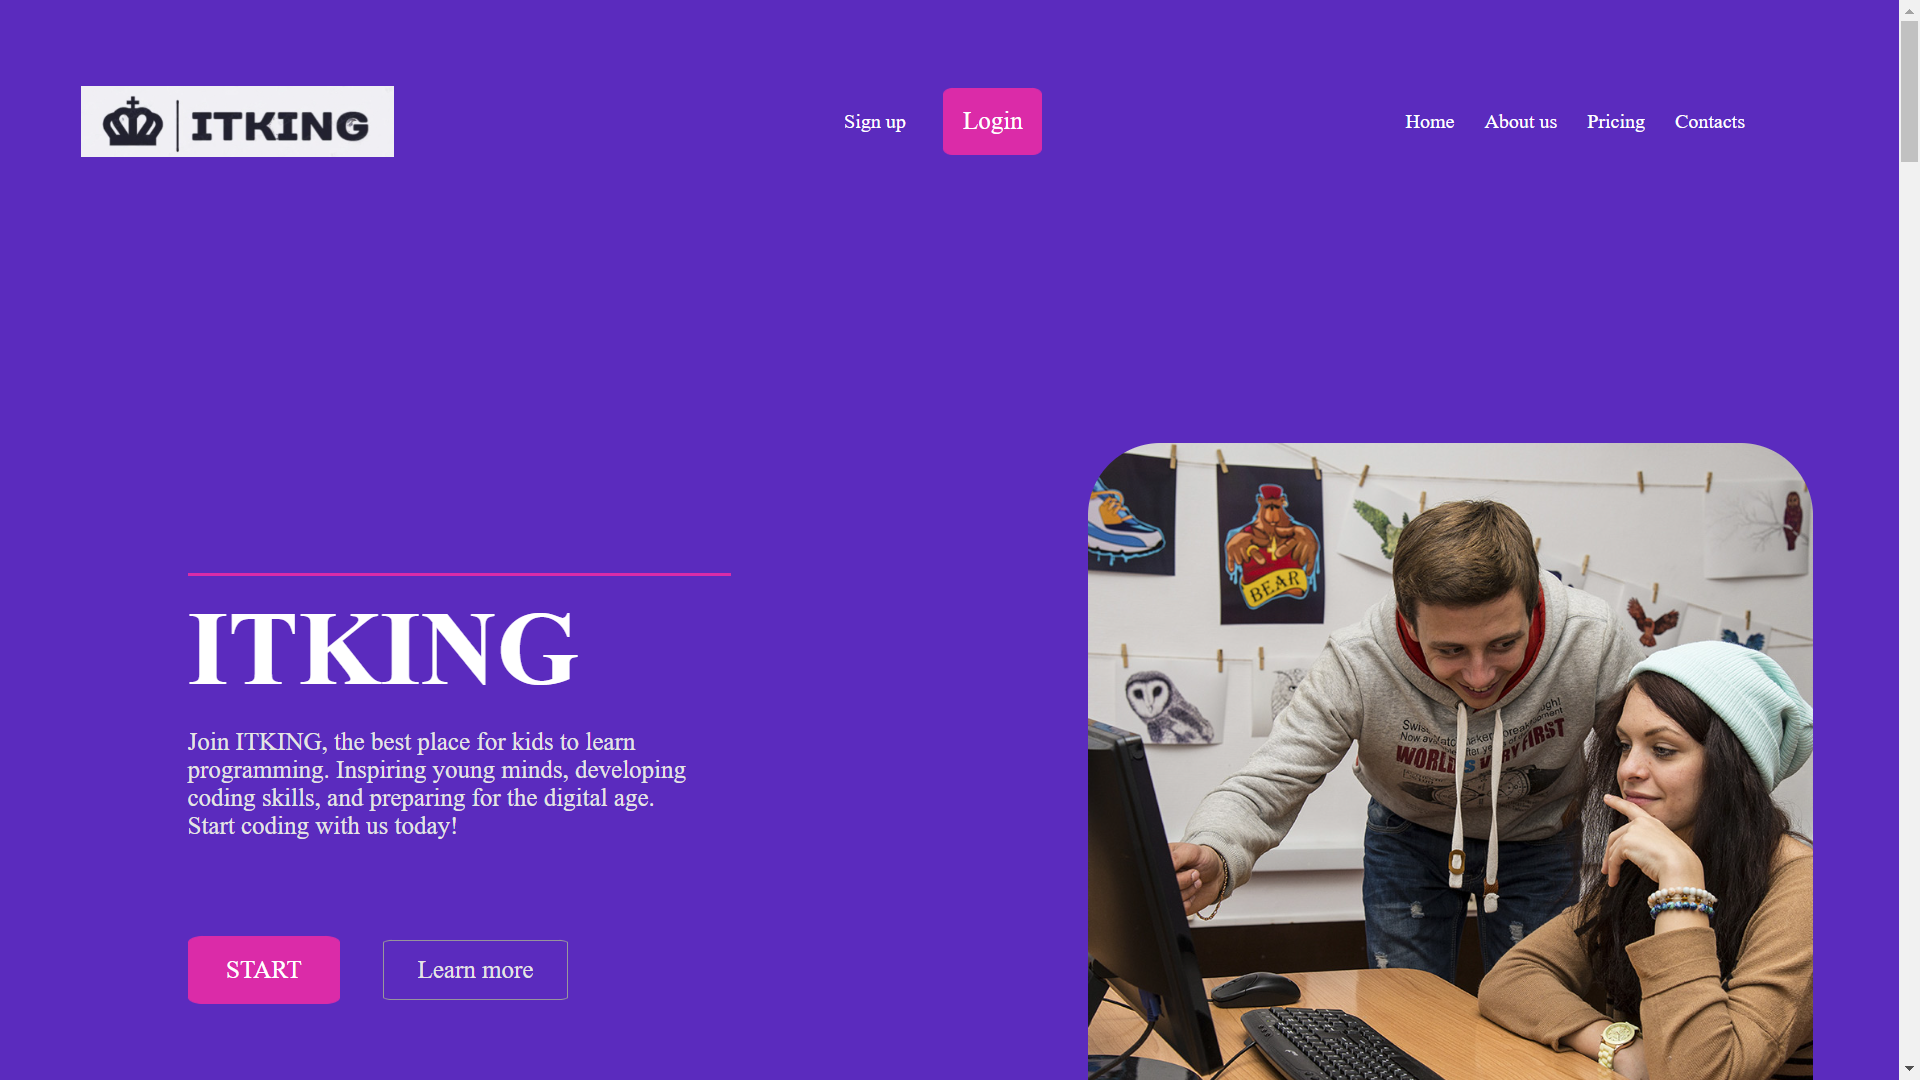 ITKING
Sign up
Login
Home
About us
Pricing
Contacts
BEAR
ITKING
Join ITKING, the best place for kids to learn
programming. Inspiring young minds, developing
coding skills, and preparing for the digital age.
Start coding with us today!
WORLD'S VERY FIRST
START
Learn more